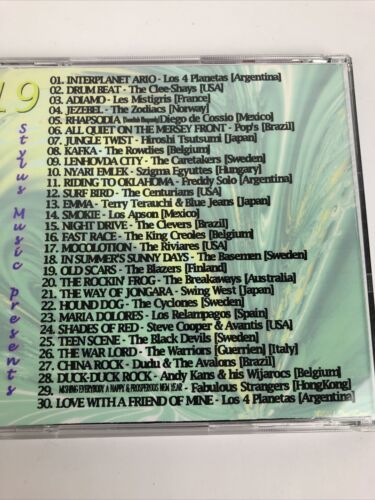 19
Stylus Music presents
01. INTERPLANET ARIO - Los 4 Planetas [Argentina]
02. DRUM BEAT - The Clee-Shays [USA]
03. ADIAMO - Les Mistigris [France]
04. JEZEBEL - The Zodiacs [Norway]
05. RHAPSODIA [Swedish Rhapsody]/Diego de Cossio [Mexico]
06. ALL QUIET ON THE MERSEY FRONT - Pop's [Brazil]
07. JUNGLE TWIST - Hiroshi Tsutsumi [Japan]
08. KAFKA - The Rowdies [Belgium]
09. LENHOVDA CITY - The Caretakers [Sweden]
10. NYARI EMLEK - Szigma Egyuttes [Hungary]
11. RIDING TO OKLAHOMA - Freddy Solo [Argentina]
12. SURF BIRD - The Centurians [USA]
13. EMMA - Terry Terauchi & Blue Jeans [Japan]
14. SMOKIE - Los Apson [Mexico]
15. NIGHT DRIVE - The Clevers [Brazil]
16. FAST RACE - The King Creoles [Belgium]
17. MOCOLOTION - The Riviares [USA]
18. IN SUMMER'S SUNNY DAYS - The Basemen [Sweden]
19. OLD SCARS - The Blazers [Finland]
20. THE ROCKIN' FROG - The Breakaways [Australia]
21. THE WAY OF JONGARA - Swing West [Japan]
22. HOUND DOG - The Cyclones [Sweden]
23. MARIA DOLORES - Los Relampagos [Spain]
24. SHADES OF RED - Steve Cooper & Avantis [USA]
25. TEEN SCENE - The Black Devils [Sweden]
26. THE WAR LORD - The Warriors [Guerrieri] [Italy]
27. CHINA ROCK - Dudu & The Avalons [Brazil]
28. DUCK-DUCK ROCK - Andy Kans & his Wijarocs [Belgium]
29. WISHING EVERYBODY A HAPPY & PROSPEROUS NEW YEAR - Fabulous Strangers [HongKong]
30. LOVE WITH A FRIEND OF MINE - Los 4 Planetas [Argentina]